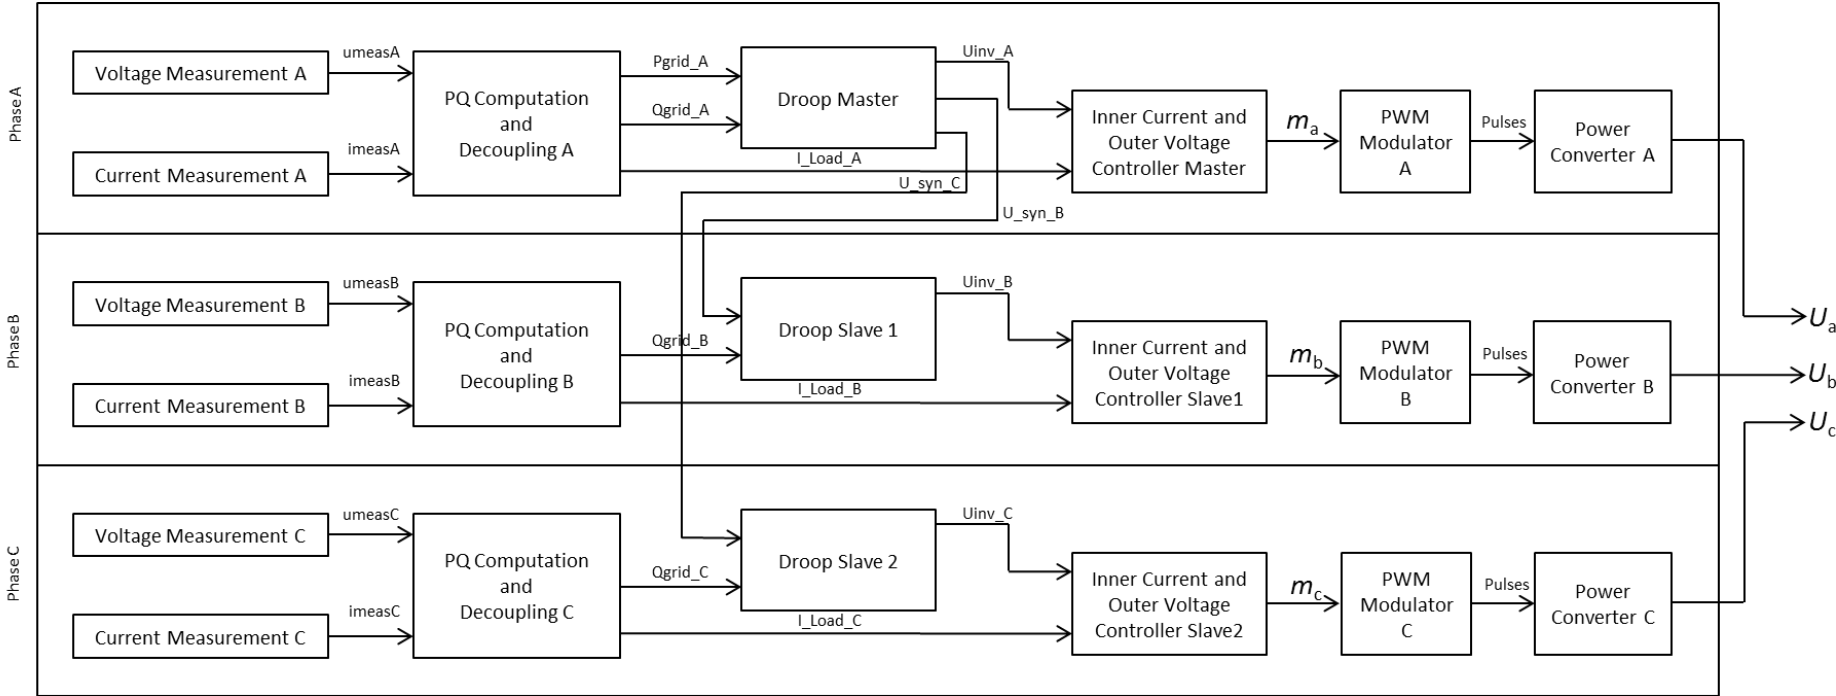 Phase A
Voltage Measurement A
umeasA
Current Measurement A
imeasA
PQ Computation
and
Decoupling A
Pgrid_A
Qgrid_A
I_Load_A
Droop Master
Uinv_A
U_syn_C
U_syn_B
Inner Current and
Outer Voltage
Controller Master
ma
PWM
Modulator
A
Pulses
Power
Converter A
Ua
Phase B
Voltage Measurement B
umeasB
Current Measurement B
imeasB
PQ Computation
and
Decoupling B
Qgrid_B
I_Load_B
Droop Slave 1
Uinv_B
Inner Current and
Outer Voltage
Controller Slave1
mb
PWM
Modulator
B
Pulses
Power
Converter B
Ub
Phase C
Voltage Measurement C
umeasC
Current Measurement C
imeasC
PQ Computation
and
Decoupling C
Qgrid_C
I_Load_C
Droop Slave 2
Uinv_C
Inner Current and
Outer Voltage
Controller Slave2
mc
PWM
Modulator
C
Pulses
Power
Converter C
Uc